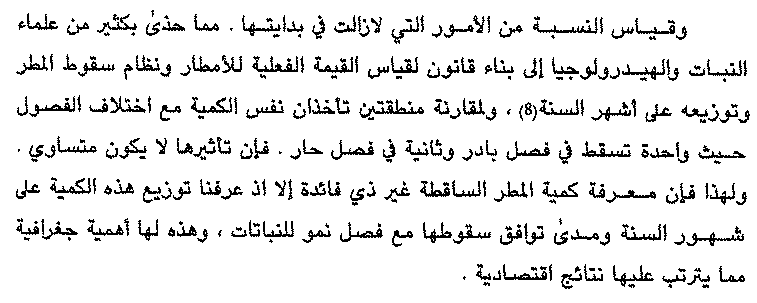 وقياس النسبة من الأمور التي لازالت في بدايتها . مما حذىٰ بكثير من علماء
النبات والهيدرولوجيا إلى بناء قانون لقياس القيمة الفعلية للأمطار ونظام سقوط المطر
وتوزيعه على أشهر السنة(8) ، ولمقارنة منطقتين تأخذان نفس الكمية مع اختلاف الفصول
حيث واحدة تسقط في فصل بادر وثانية في فصل حار . فإن تأثيرها لا يكون متساوي .
ولهذا فإن معرفة كمية المطر الساقطة غير ذي فائدة إلا اذ عرفنا توزيع هذه الكمية على
شهور السنة ومدىٰ توافق سقوطها مع فصل نمو للنباتات ، وهذه لها أهمية جغرافية
مما يترتب عليها نتائج اقتصادية .